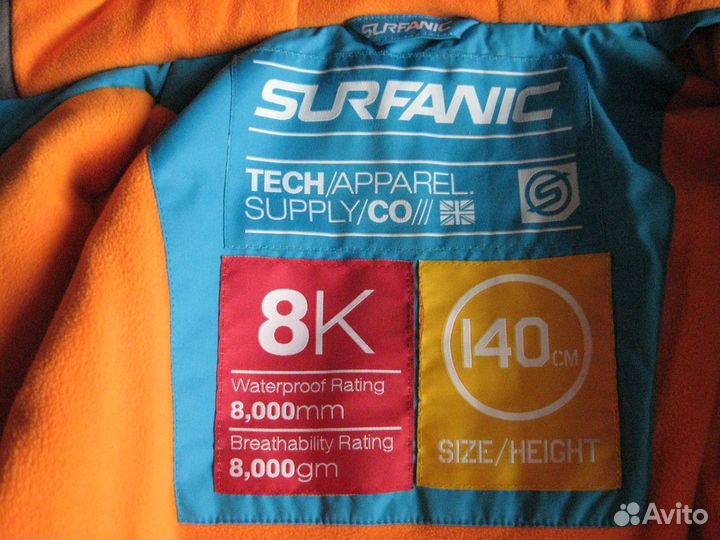 SURFANIC
SURFANIC
TECH/APPAREL.
SUPPLY/CO///
8K
Waterproof Rating
8,000mm
Breathability Rating
8,000gm
140CM
SIZE/HEIGHT
Avito